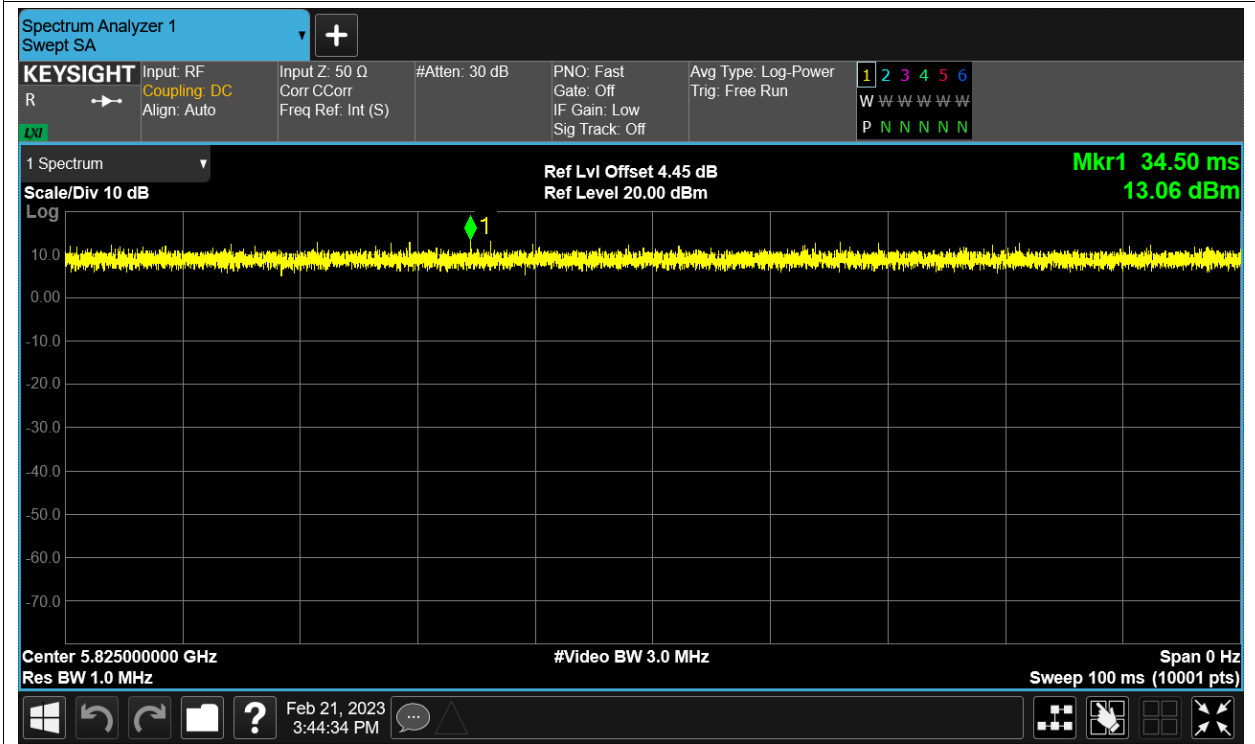 Spectrum Analyzer 1
Swept SA
KEYSIGHT
R
LXI
Input: RF
Coupling: DC
Align: Auto
Input Z: 50 Ω
Corr CCorr
Freq Ref: Int (S)
#Atten: 30 dB
PNO: Fast
Gate: Off
IF Gain: Low
Sig Track: Off
Avg Type: Log-Power
Trig: Free Run
1 2 3 4 5 6
W W W W W W
P N N N N N
1 Spectrum
Scale/Div 10 dB
Ref Lvl Offset 4.45 dB
Ref Level 20.00 dBm
Mkr1 34.50 ms
13.06 dBm
Log
1
10.0
0.00
-10.0
-20.0
-30.0
-40.0
-50.0
-60.0
-70.0
Center 5.825000000 GHz
#Video BW 3.0 MHz
Span 0 Hz
Res BW 1.0 MHz
Sweep 100 ms (10001 pts)
?
Feb 21, 2023
3:44:34 PM